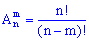 A_n^m = n! / (n−m)!